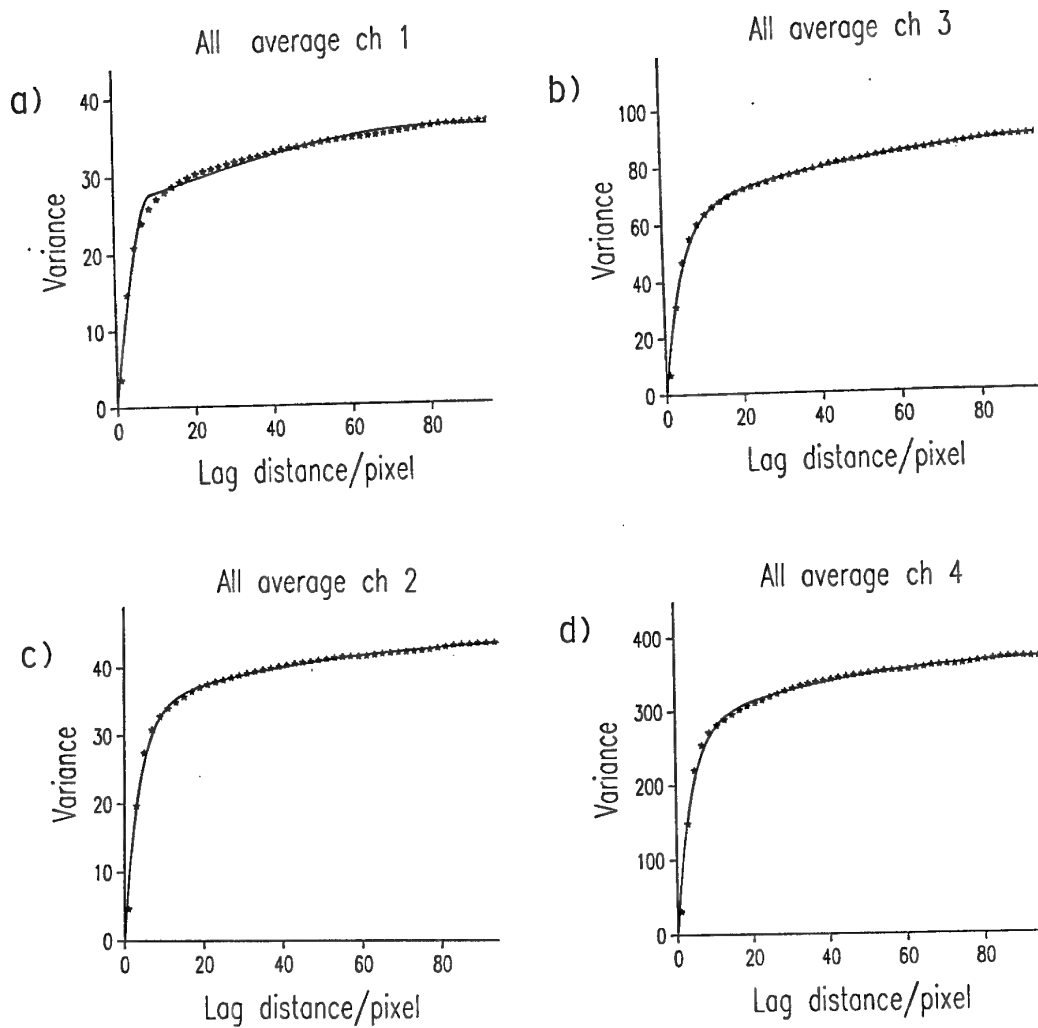 All average ch 1
a)
40
30
20
10
0
Variance
0 20 40 60 80
Lag distance/pixel
All average ch 3
b)
100
80
60
40
20
0
Variance
0 20 40 60 80
Lag distance/pixel
All average ch 2
c)
40
30
20
10
0
Variance
0 20 40 60 80
Lag distance/pixel
All average ch 4
d)
400
300
200
100
0
Variance
0 20 40 60 80
Lag distance/pixel